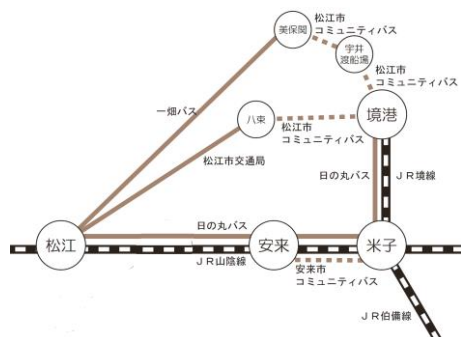 松江市
コミュニティバス
美保関
宇井
渡船場
松江市
コミュニティバス
一畑バス
八束
境港
松江市
コミュニティバス
松江市交通局
日の丸バス
ＪＲ境線
日の丸バス
松江
安来
米子
ＪＲ山陰線
安来市
コミュニティバス
ＪＲ伯備線